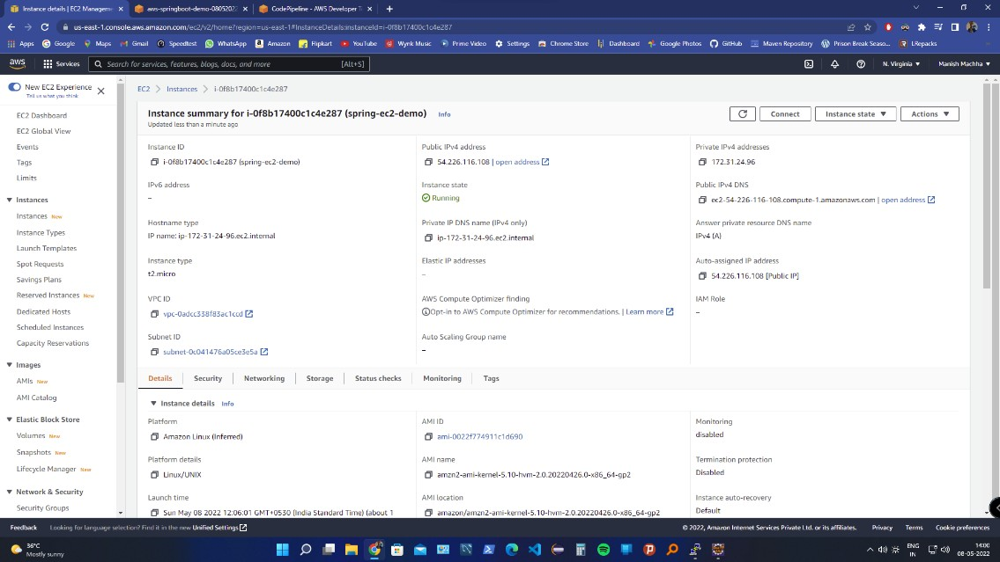 Instance details | EC2 Managemen
aws-springboot-demo-08052022
CodePipeline - AWS Developer To
us-east-1.console.aws.amazon.com/ec2/v2/home?region=us-east-1#InstanceDetails:instanceId=i-0f8b17400c1c4e287
Apps Google Maps Gmail Speedtest WhatsApp Amazon Flipkart YouTube Wynk Music Prime Video Settings Chrome Store Dashboard Google Photos GitHub Maven Repository Prison Break Seaso... LRepacks
aws Services Search for services, features, blogs, docs, and more [Alt+S] N. Virginia Manish Machha
New EC2 Experience
Tell us what you think
EC2 Dashboard
EC2 Global View
Events
Tags
Limits
Instances
Instances New
Instance Types
Launch Templates
Spot Requests
Savings Plans
Reserved Instances New
Dedicated Hosts
Scheduled Instances
Capacity Reservations
Images
AMIs New
AMI Catalog
Elastic Block Store
Volumes New
Snapshots New
Lifecycle Manager New
Network & Security
Security Groups
EC2 Instances i-0f8b17400c1c4e287
Instance summary for i-0f8b17400c1c4e287 (spring-ec2-demo) Info
Updated less than a minute ago
Connect Instance state Actions
Instance ID
i-0f8b17400c1c4e287 (spring-ec2-demo)
Public IPv4 address
54.226.116.108 | open address
Private IPv4 addresses
172.31.24.96
IPv6 address
–
Instance state
Running
Public IPv4 DNS
ec2-54-226-116-108.compute-1.amazonaws.com | open address
Hostname type
IP name: ip-172-31-24-96.ec2.internal
Private IP DNS name (IPv4 only)
ip-172-31-24-96.ec2.internal
Answer private resource DNS name
IPv4 (A)
Instance type
t2.micro
Elastic IP addresses
–
Auto-assigned IP address
54.226.116.108 [Public IP]
VPC ID
vpc-0adcc338f83ac1ccd
AWS Compute Optimizer finding
Opt-in to AWS Compute Optimizer for recommendations. | Learn more
IAM Role
–
Subnet ID
subnet-0c041476a05ce3e5a
Auto Scaling Group name
–
Details Security Networking Storage Status checks Monitoring Tags
Instance details Info
Platform
Amazon Linux (Inferred)
AMI ID
ami-0022f774911c1d690
Monitoring
disabled
Platform details
Linux/UNIX
AMI name
amzn2-ami-kernel-5.10-hvm-2.0.20220426.0-x86_64-gp2
Termination protection
Disabled
Launch time
Sun May 08 2022 12:06:01 GMT+0530 (India Standard Time) (about 1
AMI location
amazon/amzn2-ami-kernel-5.10-hvm-2.0.20220426.0-x86_64-gp2
Instance auto-recovery
Default
Feedback Looking for language selection? Find it in the new Unified Settings © 2022, Amazon Internet Services Private Ltd. or its affiliates. Privacy Terms Cookie preferences
36°C
Mostly sunny
ENG
IN
14:00
08-05-2022